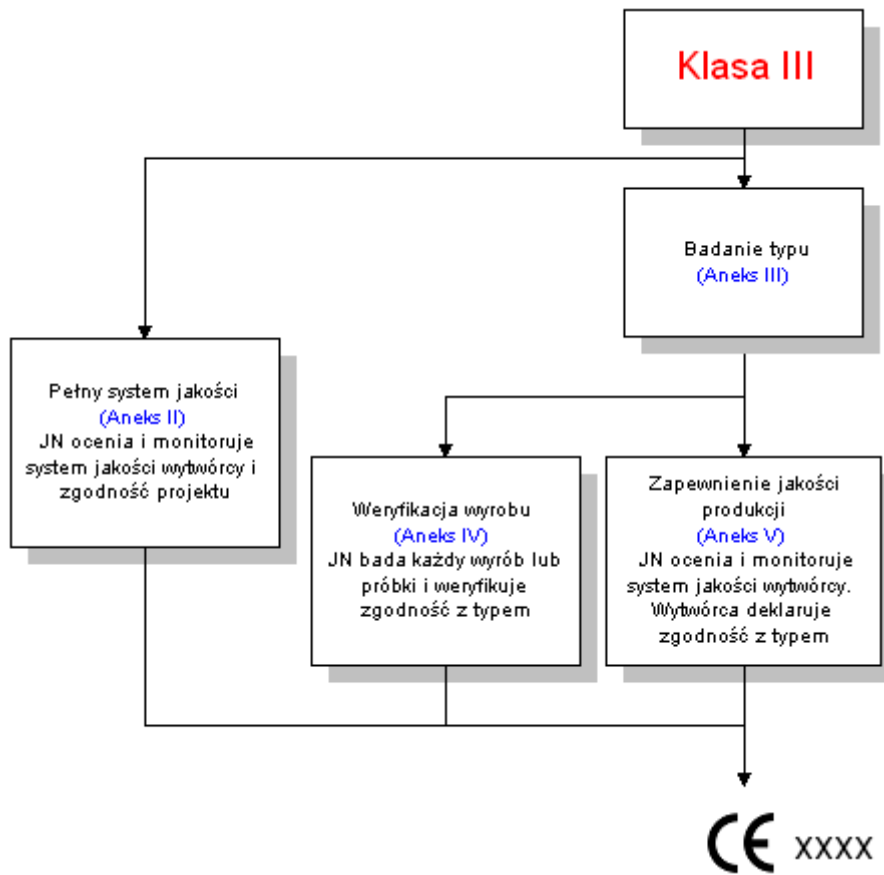 Klasa III
Badanie typu
(Aneks III)
Pełny system jakości
(Aneks II)
JN ocenia i monitoruje
system jakości wytwórcy i
zgodność projektu
Weryfikacja wyrobu
(Aneks IV)
JN bada każdy wyrób lub
próbki i weryfikuje
zgodność z typem
Zapewnienie jakości
produkcji
(Aneks V)
JN ocenia i monitoruje
system jakości wytwórcy.
Wytwórca deklaruje
zgodność z typem
CE xxxx